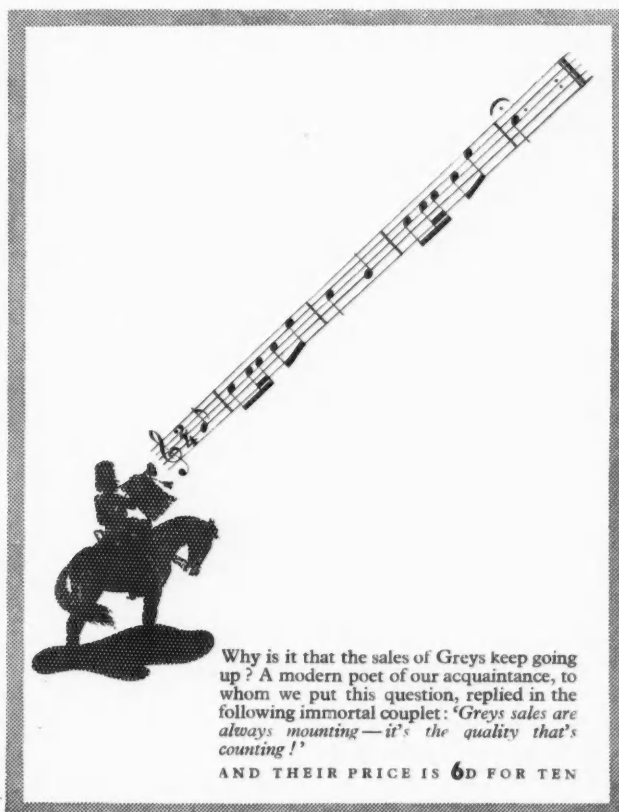 Why is it that the sales of Greys keep going
up ? A modern poet of our acquaintance, to
whom we put this question, replied in the
following immortal couplet: ‘Greys sales are
always mounting—it's the quality that's
counting !’
AND THEIR PRICE IS 6D FOR TEN